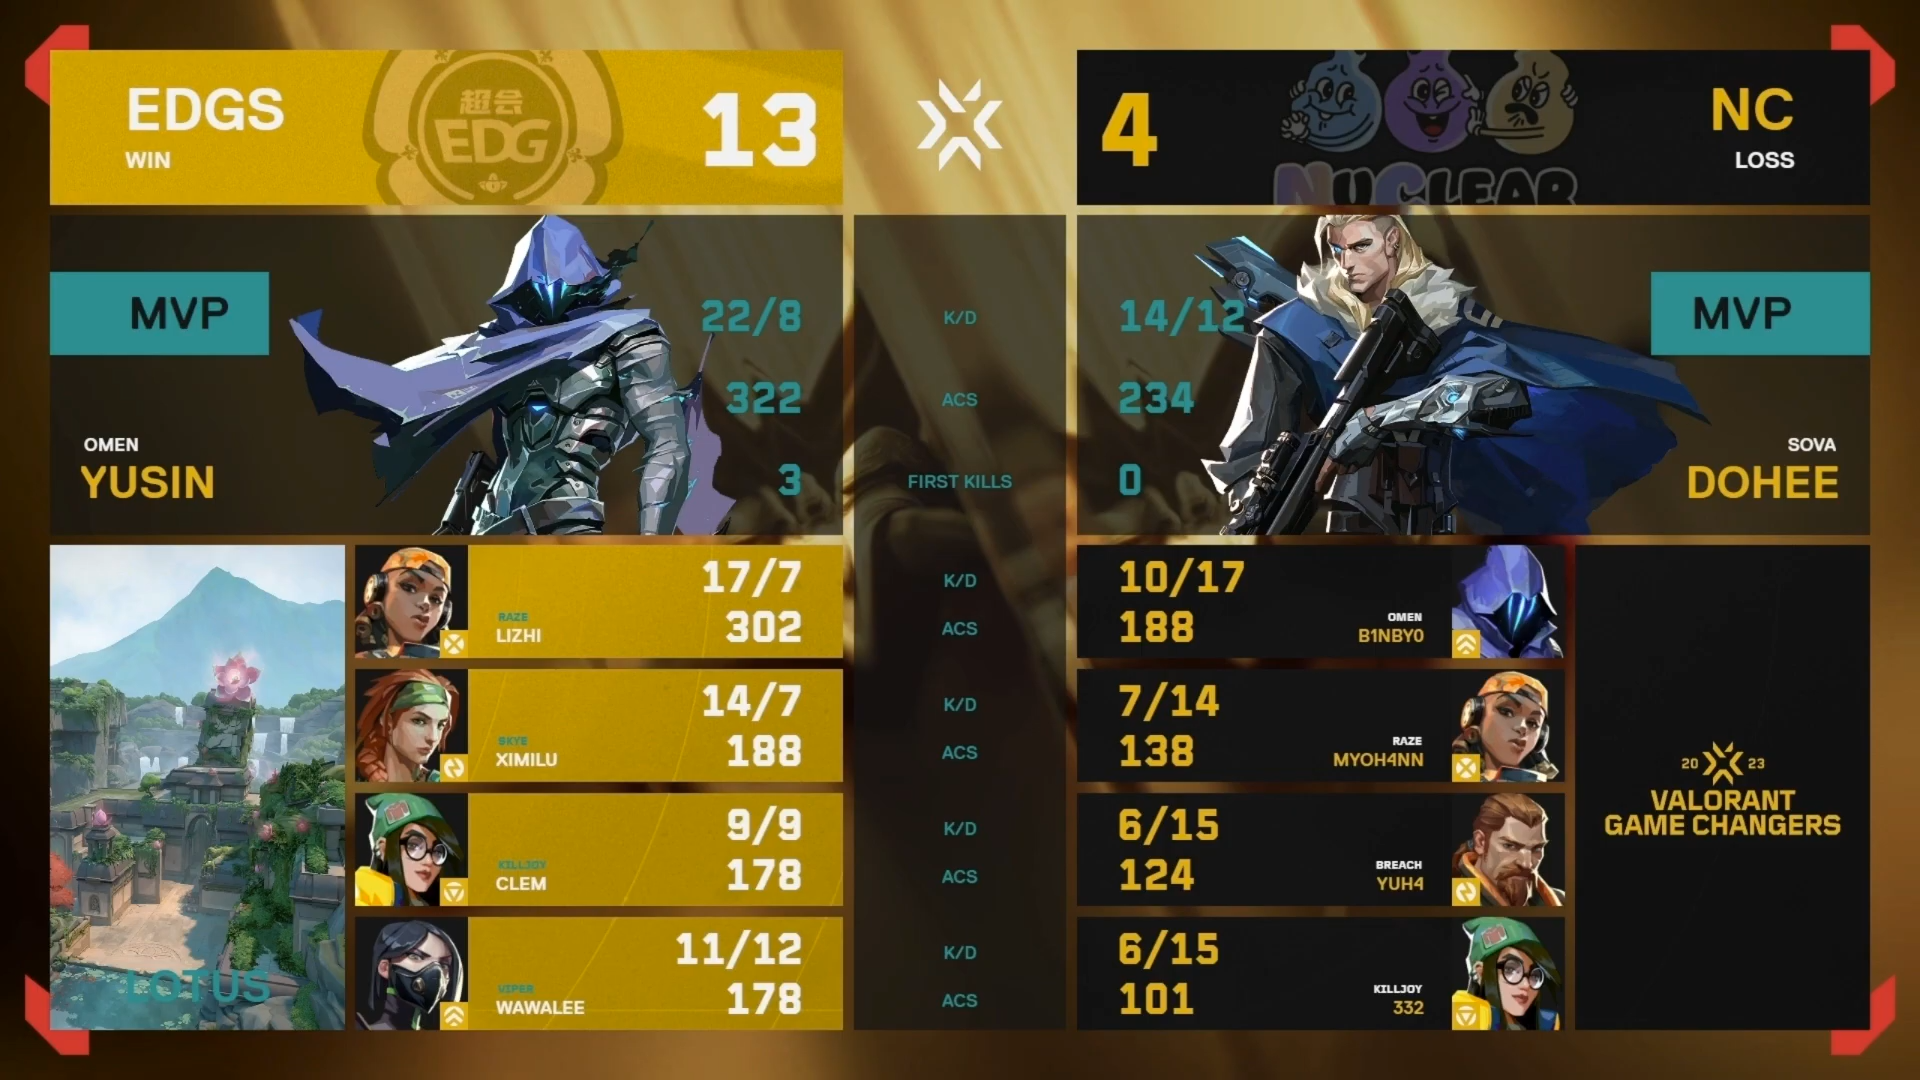 EDGS
WIN
超会
EDG
13
4
NUCLEAR
NC
LOSS
MVP
OMEN
YUSIN
22/8
322
3
K/D
ACS
FIRST KILLS
14/12
234
0
MVP
SOVA
DOHEE
LOTUS
RAZE
LIZHI
17/7
302
K/D
ACS
10/17
188
OMEN
B1NBY0
SKYE
XIMILU
14/7
188
K/D
ACS
7/14
138
RAZE
MYOH4NN
KILLJOY
CLEM
9/9
178
K/D
ACS
6/15
124
BREACH
YUH4
VIPER
WAWALEE
11/12
178
K/D
ACS
6/15
101
KILLJOY
332
20 23
VALORANT
GAME CHANGERS